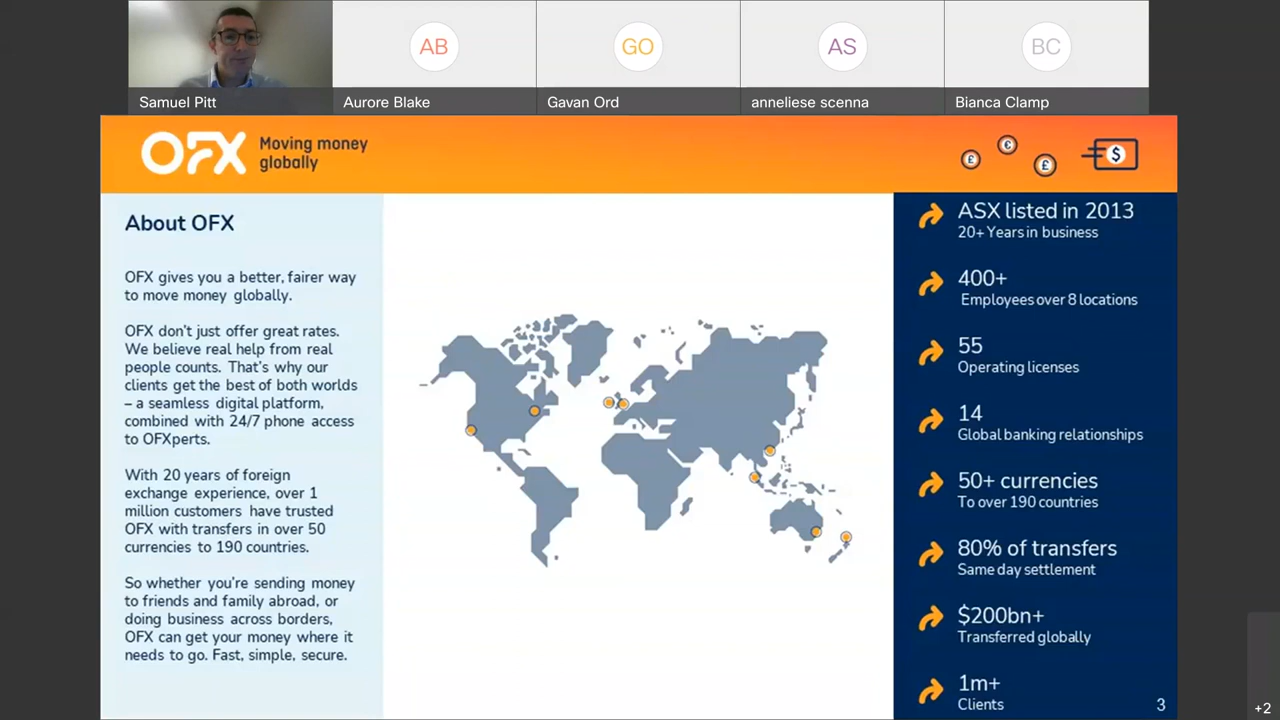 AB
GO
AS
BC
Samuel Pitt
Aurore Blake
Gavan Ord
anneliese scenna
Bianca Clamp
OFX
Moving money
globally
£
€
£
$
About OFX
OFX gives you a better, fairer way
to move money globally.
OFX don't just offer great rates.
We believe real help from real
people counts. That's why our
clients get the best of both worlds
– a seamless digital platform,
combined with 24/7 phone access
to OFXperts.
With 20 years of foreign
exchange experience, over 1
million customers have trusted
OFX with transfers in over 50
currencies to 190 countries.
So whether you're sending money
to friends and family abroad, or
doing business across borders,
OFX can get your money where it
needs to go. Fast, simple, secure.
ASX listed in 2013
20+ Years in business
400+
Employees over 8 locations
55
Operating licenses
14
Global banking relationships
50+ currencies
To over 190 countries
80% of transfers
Same day settlement
$200bn+
Transferred globally
1m+
Clients
3
+2